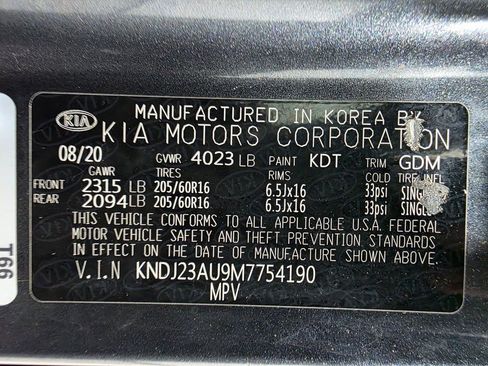 MANUFACTURED IN KOREA BY
KIA KIA MOTORS CORPORATION
08/20 GVWR 4023 LB PAINT KDT TRIM GDM
GAWR TIRES RIMS COLD TIRE INFL
FRONT 2315 LB 205/60R16 6.5Jx16 33psi
REAR 2094 LB 205/60R16 6.5Jx16 33psi
THIS VEHICLE CONFORMS TO ALL APPLICABLE U.S.A. FEDERAL
MOTOR VEHICLE SAFETY AND THEFT PREVENTION STANDARDS
IN EFFECT ON THE DATE OF MANUFACTURE SHOWN ABOVE.
V.I.N KNDJ23AU9M7754190
MPV
T66